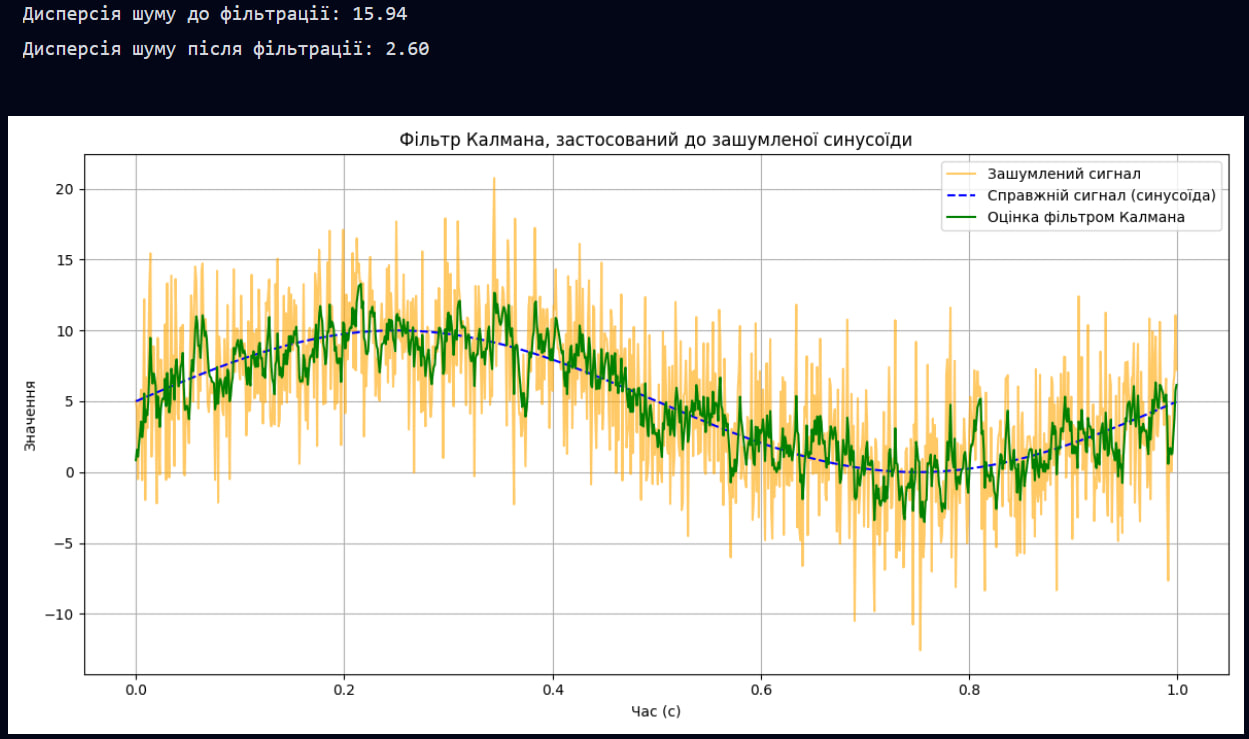 Дисперсія шуму до фільтрації: 15.94
Дисперсія шуму після фільтрації: 2.60
Фільтр Калмана, застосований до зашумленої синусоїди
Зашумлений сигнал
Справжній сигнал (синусоїда)
Оцінка фільтром Калмана
20
15
10
5
0
−5
−10
Значення
0.0
0.2
0.4
0.6
0.8
1.0
Час (с)